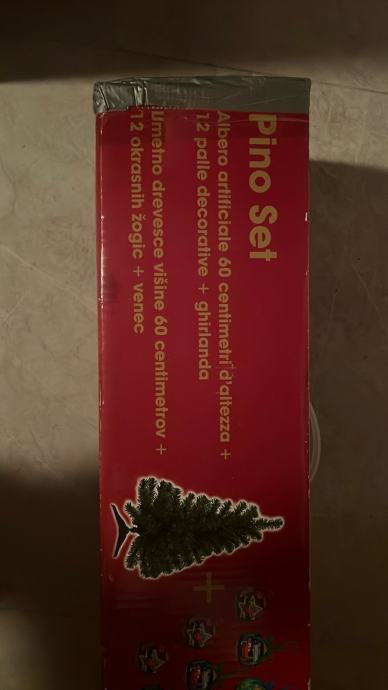 Pino Set
Albero artificiale 60 centimetri d'altezza +
12 palle decorative + ghirlanda
Umetno drevesce višine 60 centimetrov +
12 okrasnih žogic + venec
+